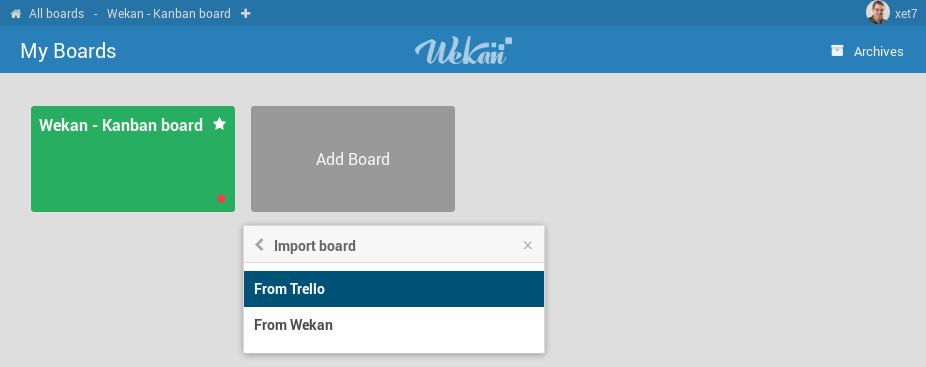 All boards - Wekan - Kanban board
xet7
My Boards
Wekan
Archives
Wekan - Kanban board
Add Board
Import board
From Trello
From Wekan